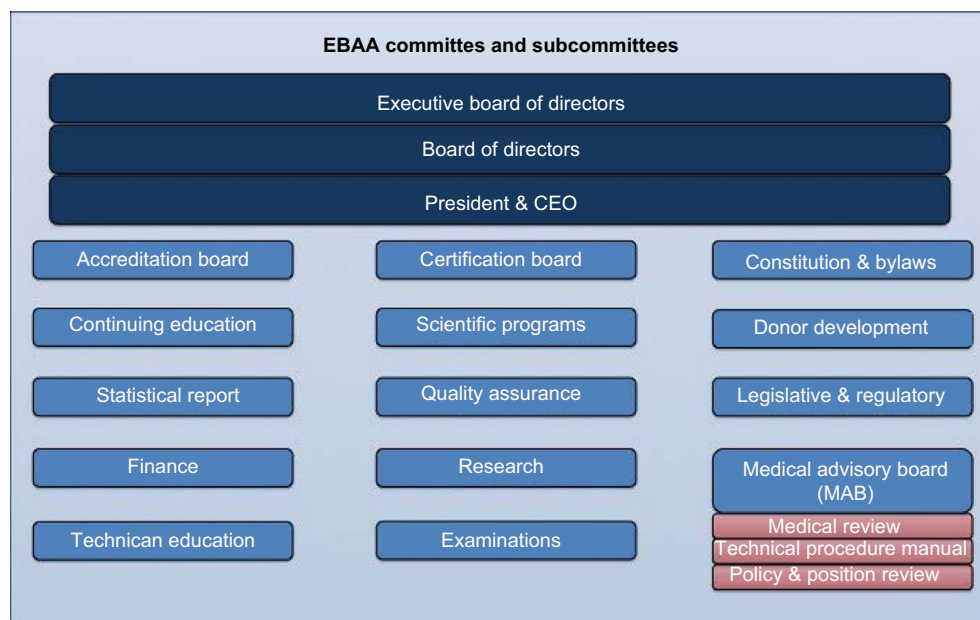 EBAA committes and subcommittees
Executive board of directors
Board of directors
President & CEO
Accreditation board
Certification board
Constitution & bylaws
Continuing education
Scientific programs
Donor development
Statistical report
Quality assurance
Legislative & regulatory
Finance
Research
Medical advisory board
(MAB)
Technican education
Examinations
Medical review
Technical procedure manual
Policy & position review